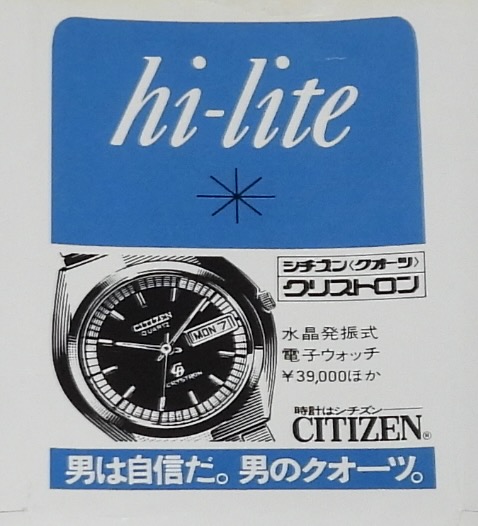 hi-lite
CITIZEN
QUARTZ
MON 7
CRYSTRON
シチズン〈クオーツ〉
クリストロン
水晶発振式
電子ウォッチ
¥39,000ほか
時計はシチズン
CITIZEN®
男は自信だ。男のクオーツ。